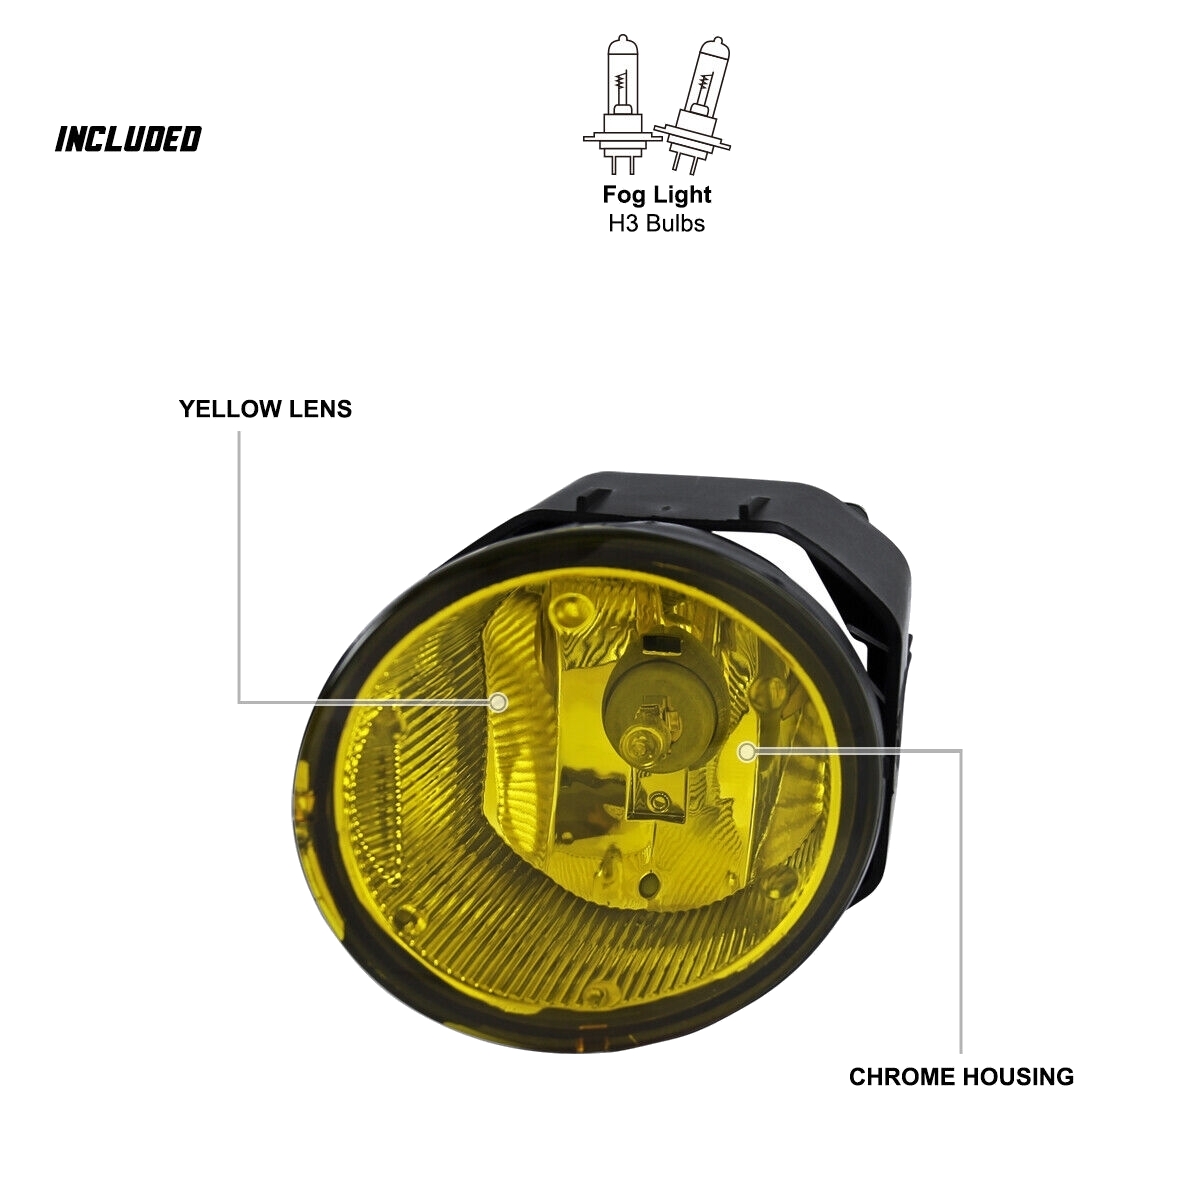 INCLUDED
Fog Light
H3 Bulbs
YELLOW LENS
CHROME HOUSING